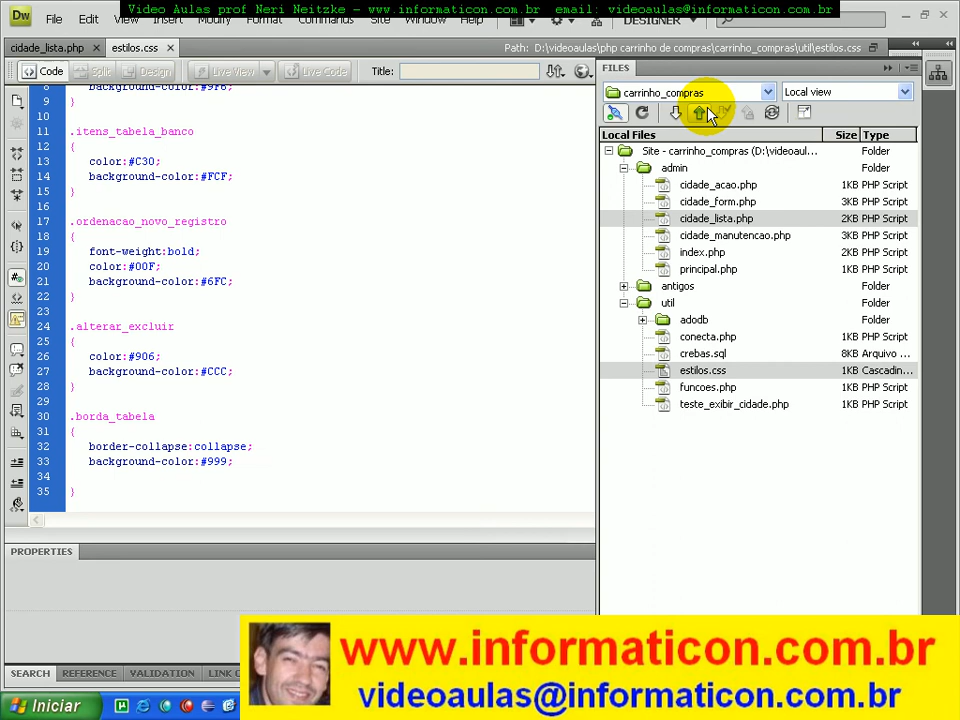 Video Aulas prof Neri Neitzke – www.informaticon.com.br  email: videoaulas@informaticon.com.br
File Edit View Insert Modify Format Commands Site Window Help DESIGNER
cidade_lista.php × estilos.css × Path: D:\videoaulas\php carrinho de compras\carrinho_compras\util\estilos.css
Code Split Design Live View Live Code Title:
FILES
carrinho_compras Local view
Local Files Size Type
Site - carrinho_compras (D:\videoaul... Folder
admin Folder
cidade_acao.php 1KB PHP Script
cidade_form.php 3KB PHP Script
cidade_lista.php 2KB PHP Script
cidade_manutencao.php 1KB PHP Script
index.php 2KB PHP Script
principal.php 1KB PHP Script
antigos Folder
util Folder
adodb Folder
conecta.php 1KB PHP Script
crebas.sql 8KB Arquivo ...
estilos.css 1KB Cascadin...
funcoes.php 1KB PHP Script
teste_exibir_cidade.php 1KB PHP Script
8 background-color:#9F6;
9 }
10
11 .itens_tabela_banco
12 {
13 color:#C30;
14 background-color:#FCF;
15 }
16
17 .ordenacao_novo_registro
18 {
19 font-weight:bold;
20 color:#00F;
21 background-color:#6FC;
22 }
23
24 .alterar_excluir
25 {
26 color:#906;
27 background-color:#CCC;
28 }
29
30 .borda_tabela
31 {
32 border-collapse:collapse;
33 background-color:#999;
34
35 }
PROPERTIES
SEARCH REFERENCE VALIDATION LINK C
Iniciar
www.informaticon.com.br
videoaulas@informaticon.com.br